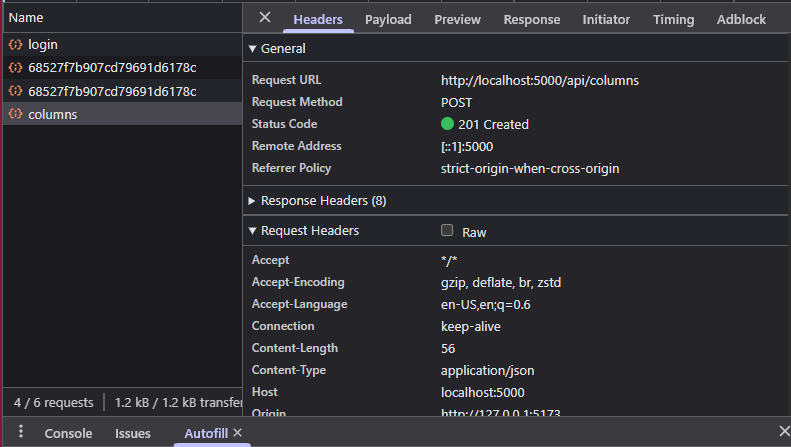 Name
login
68527f7b907cd79691d6178c
68527f7b907cd79691d6178c
columns
4 / 6 requests 1.2 kB / 1.2 kB transfer
Headers Payload Preview Response Initiator Timing Adblock
General
Request URL http://localhost:5000/api/columns
Request Method POST
Status Code 201 Created
Remote Address [::1]:5000
Referrer Policy strict-origin-when-cross-origin
Response Headers (8)
Request Headers Raw
Accept */*
Accept-Encoding gzip, deflate, br, zstd
Accept-Language en-US,en;q=0.6
Connection keep-alive
Content-Length 56
Content-Type application/json
Host localhost:5000
Origin http://127.0.0.1:5173
Console Issues Autofill